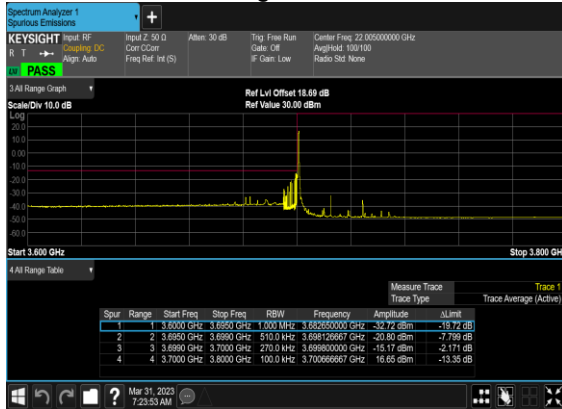 Spectrum Analyzer 1
Spurious Emissions
+
KEYSIGHT Input: RF Input Z: 50 Ω Atten: 30 dB Trig: Free Run Center Freq: 22.005000000 GHz
R T Coupling: DC Corr CCorr Gate: Off Avg|Hold: 100/100
Align: Auto Freq Ref: Int (S) IF Gain: Low Radio Std: None
PASS
3 All Range Graph
Ref Lvl Offset 18.69 dB
Scale/Div 10.0 dB Ref Value 30.00 dBm
Log
20.0
10.0
0.00
-10.0
-20.0
-30.0
-40.0
-50.0
-60.0
Start 3.600 GHz Stop 3.800 GH
4 All Range Table
Measure Trace Trace 1
Trace Type Trace Average (Active)
Spur Range Start Freq Stop Freq RBW Frequency Amplitude ΔLimit
1 1 3.6000 GHz 3.6950 GHz 1.000 MHz 3.682650000 GHz -32.72 dBm -19.72 dB
2 2 3.6950 GHz 3.6990 GHz 510.0 kHz 3.698126667 GHz -20.80 dBm -7.799 dB
3 3 3.6990 GHz 3.7000 GHz 270.0 kHz 3.699800000 GHz -15.17 dBm -2.171 dB
4 4 3.7000 GHz 3.8000 GHz 100.0 kHz 3.700666667 GHz 16.65 dBm -13.35 dB
? Mar 31, 2023
7:23:53 AM